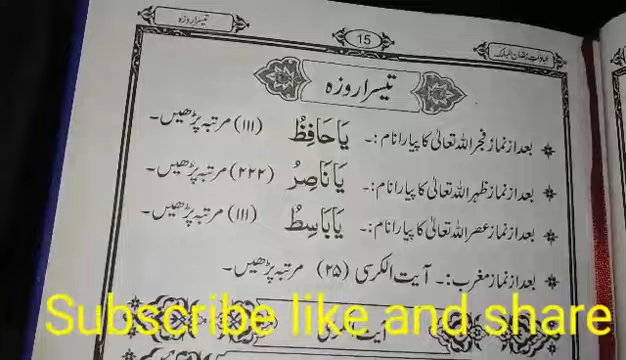 تیسرا روزہ
15
عبادات رمضان المبارک
تیسرا روزہ
بعد از نماز فجر اللہ تعالیٰ کا پیارا نام :۔ یَا حَافِظُ (۱۱۱) مرتبہ پڑھیں۔
بعد از نماز ظہر اللہ تعالیٰ کا پیارا نام :۔ یَا نَاصِرُ (۲۲۲) مرتبہ پڑھیں۔
بعد از نماز عصر اللہ تعالیٰ کا پیارا نام :۔ یَا بَاسِطُ (۱۱۱) مرتبہ پڑھیں۔
بعد از نماز مغرب :۔ آیت الکرسی (۲۵) مرتبہ پڑھیں۔
Subscribe like and share